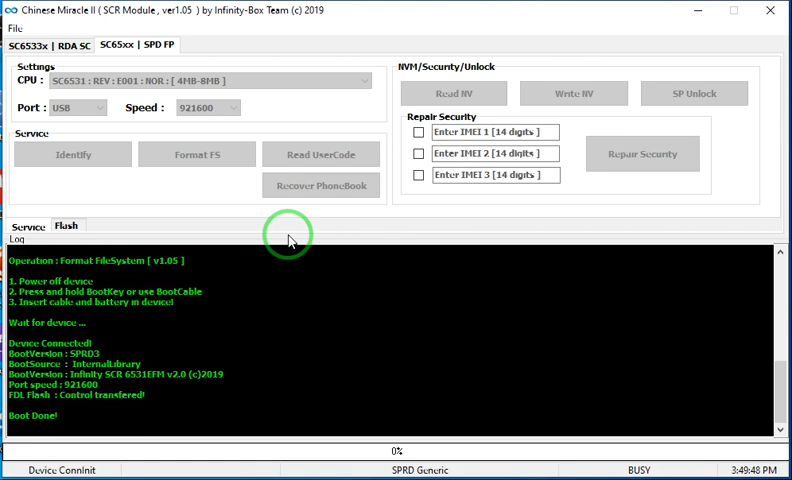 Chinese Miracle II ( SCR Module , ver1.05 ) by Infinity-Box Team (c) 2019
File
SC6533x | RDA SC
SC65xx | SPD FP
Settings
CPU : SC6531 : REV : E001 : NOR : [ 4MB-8MB ]
Port : USB Speed : 921600
Service
Identify
Format FS
Read UserCode
Recover PhoneBook
NVM/Security/Unlock
Read NV
Write NV
SP Unlock
Repair Security
Enter IMEI 1 [14 digits ]
Enter IMEI 2 [14 digits ]
Enter IMEI 3 [14 digits ]
Repair Security
Service
Flash
Log
Operation : Format FileSystem [ v1.05 ]
1. Power off device
2. Press and hold BootKey or use BootCable
3. Insert cable and battery in device!
Wait for device ...
Device Connected!
BootVersion : SPRD3
BootSource : InternalLibrary
BootVersion : Infinity SCR 6531EFM v2.0 (c)2019
Port speed : 921600
FDL Flash : Control transfered!
Boot Done!
0%
Device ConnInit
SPRD Generic
BUSY
3:49:48 PM